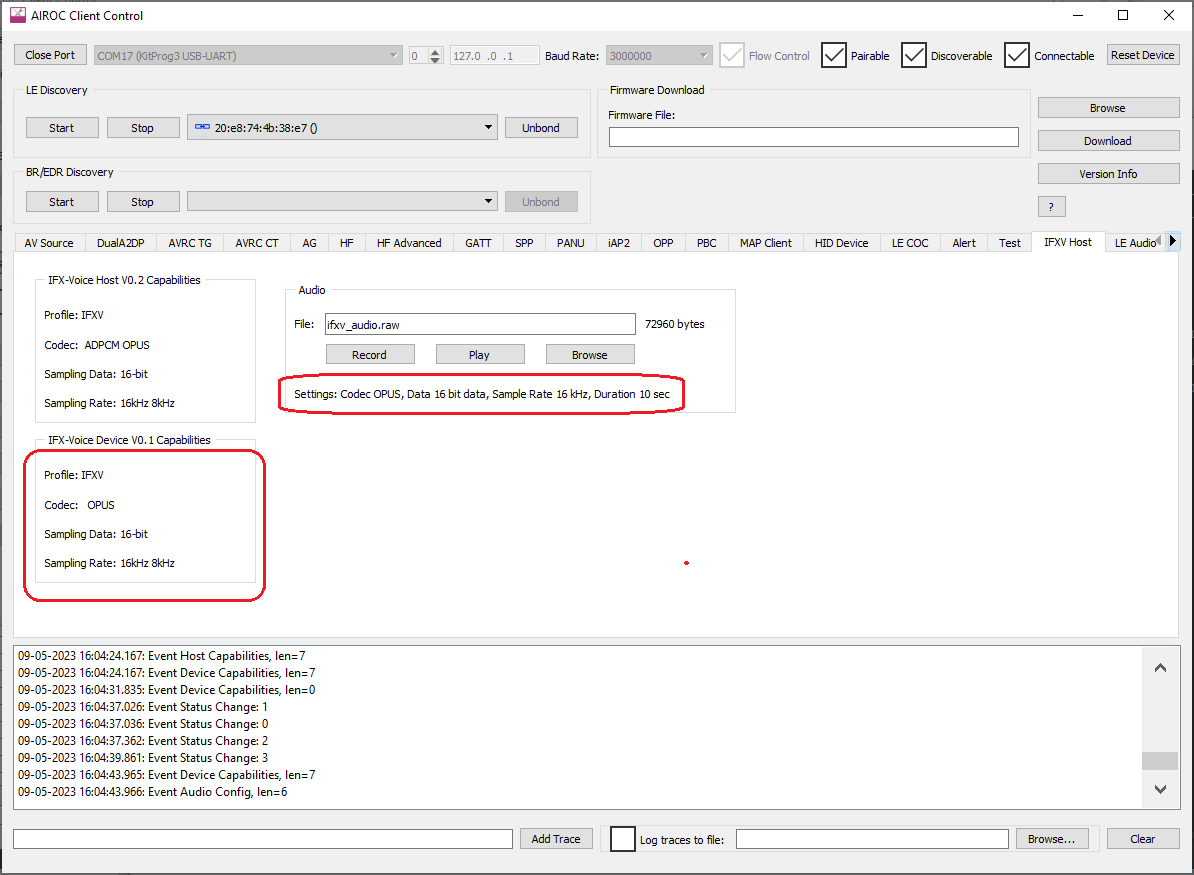 AIROC Client Control
Close Port COM17 (KitProg3 USB-UART) 0 127.0 .0 .1 Baud Rate: 3000000 Flow Control Pairable Discoverable Connectable Reset Device
LE Discovery
Start Stop 20:e8:74:4b:38:e7 () Unbond
Firmware Download
Firmware File:
Browse
Download
Version Info
?
BR/EDR Discovery
Start Stop Unbond
AV Source DualA2DP AVRC TG AVRC CT AG HF HF Advanced GATT SPP PANU iAP2 OPP PBC MAP Client HID Device LE COC Alert Test IFXV Host LE Audio
IFX-Voice Host V0.2 Capabilities
Profile: IFXV
Codec: ADPCM OPUS
Sampling Data: 16-bit
Sampling Rate: 16kHz 8kHz
Audio
File: ifxv_audio.raw 72960 bytes
Record Play Browse
Settings: Codec OPUS, Data 16 bit data, Sample Rate 16 kHz, Duration 10 sec
IFX-Voice Device V0.1 Capabilities
Profile: IFXV
Codec: OPUS
Sampling Data: 16-bit
Sampling Rate: 16kHz 8kHz
09-05-2023 16:04:24.167: Event Host Capabilities, len=7
09-05-2023 16:04:24.167: Event Device Capabilities, len=7
09-05-2023 16:04:31.835: Event Device Capabilities, len=0
09-05-2023 16:04:37.026: Event Status Change: 1
09-05-2023 16:04:37.036: Event Status Change: 0
09-05-2023 16:04:37.362: Event Status Change: 2
09-05-2023 16:04:39.861: Event Status Change: 3
09-05-2023 16:04:43.965: Event Device Capabilities, len=7
09-05-2023 16:04:43.966: Event Audio Config, len=6
Add Trace Log traces to file: Browse... Clear